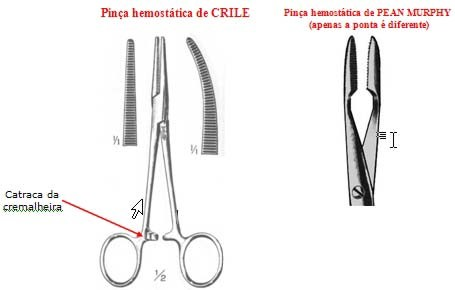 Pinça hemostática de CRILE
Pinça hemostática de PEAN MURPHY
(apenas a ponta é diferente)
1/1
1/1
Catraca da
cremalheira
1/2